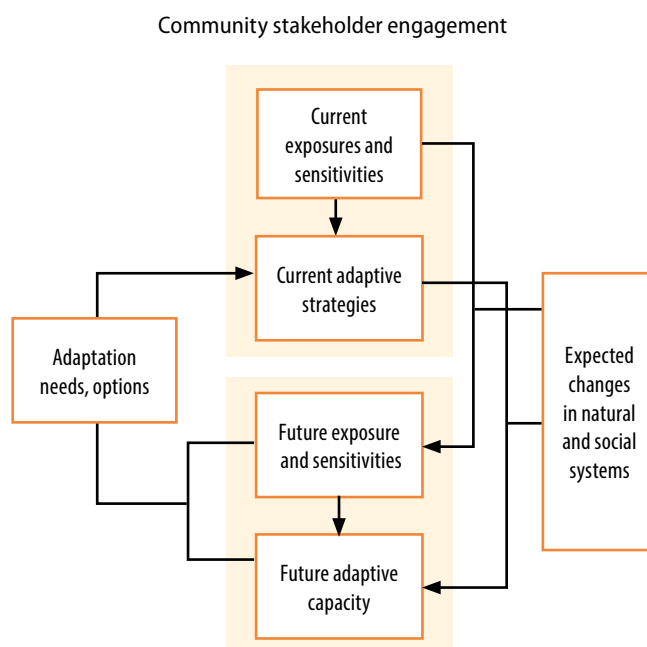 Community stakeholder engagement
Current
exposures and
sensitivities
Current adaptive
strategies
Adaptation
needs, options
Expected
changes
in natural
and social
systems
Future exposure
and sensitivities
Future adaptive
capacity